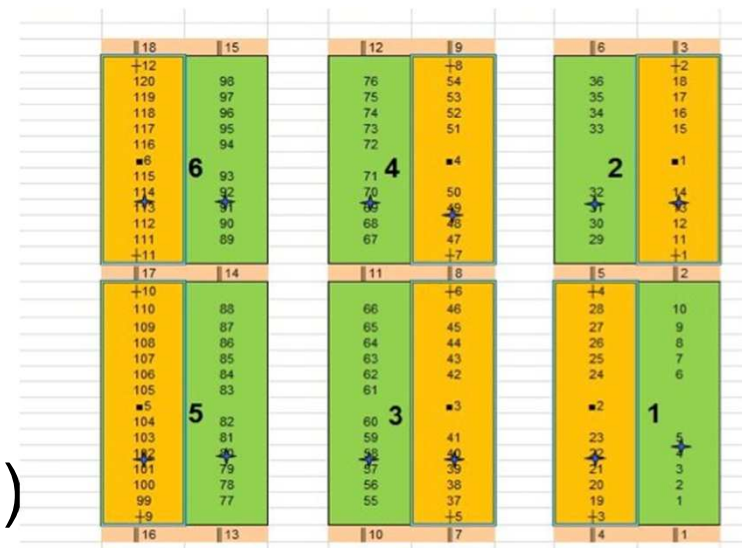 ‖18 ‖15 ‖12 ‖9 ‖6 ‖3
┼12 ┼8 ┼2
120 98 76 54 36 18
119 97 75 53 35 17
118 96 74 52 34 16
117 95 73 51 33 15
116 94 72
■6 6 4 ■4 2 ■1
115 93 71
114 92 70 50 32 14
113 91 69 49 31 13
112 90 68 48 30 12
111 89 67 47 29 11
┼11 ┼7 ┼1
‖17 ‖14 ‖11 ‖8 ‖5 ‖2
┼10 ┼6 ┼4
110 88 66 46 28 10
109 87 65 45 27 9
108 86 64 44 26 8
107 85 63 43 25 7
106 84 62 42 24 6
105 83 61
■5 5 3 ■3 ■2 1
104 82 60
103 81 59 41 23 5
102 80 58 40 22 4
101 79 57 39 21 3
100 78 56 38 20 2
99 77 55 37 19 1
┼9 ┼5 ┼3
‖16 ‖13 ‖10 ‖7 ‖4 ‖1
)